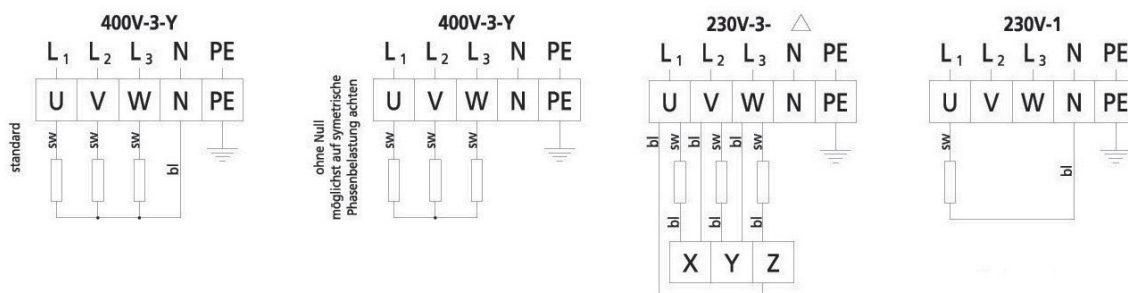 400V-3-Y
L1 L2 L3 N PE
U V W N PE
standard
sw sw sw bl
400V-3-Y
L1 L2 L3 N PE
U V W N PE
ohne Null
möglichst auf symetrische
Phasenbelastung achten
sw sw sw
230V-3- △
L1 L2 L3 N PE
U V W N PE
bl sw bl sw bl sw
bl bl bl
X Y Z
230V-1
L1 L2 L3 N PE
U V W N PE
sw bl